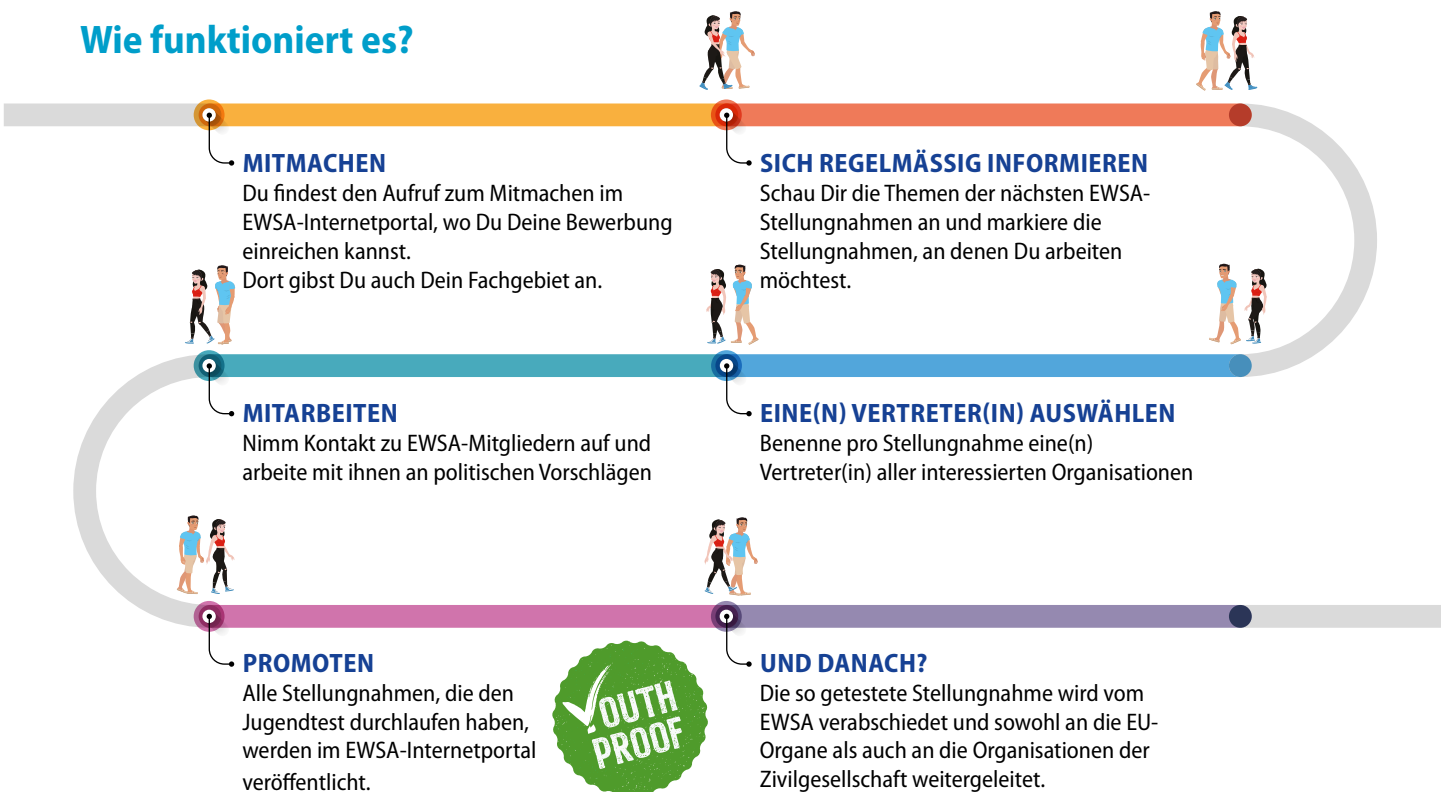 Wie funktioniert es?
MITMACHEN
Du findest den Aufruf zum Mitmachen im
EWSA-Internetportal, wo Du Deine Bewerbung
einreichen kannst.
Dort gibst Du auch Dein Fachgebiet an.
SICH REGELMÄSSIG INFORMIEREN
Schau Dir die Themen der nächsten EWSA-
Stellungnahmen an und markiere die
Stellungnahmen, an denen Du arbeiten
möchtest.
EINE(N) VERTRETER(IN) AUSWÄHLEN
Benenne pro Stellungnahme eine(n)
Vertreter(in) aller interessierten Organisationen
MITARBEITEN
Nimm Kontakt zu EWSA-Mitgliedern auf und
arbeite mit ihnen an politischen Vorschlägen
PROMOTEN
Alle Stellungnahmen, die den
Jugendtest durchlaufen haben,
werden im EWSA-Internetportal
veröffentlicht.
YOUTH
PROOF
UND DANACH?
Die so getestete Stellungnahme wird vom
EWSA verabschiedet und sowohl an die EU-
Organe als auch an die Organisationen der
Zivilgesellschaft weitergeleitet.